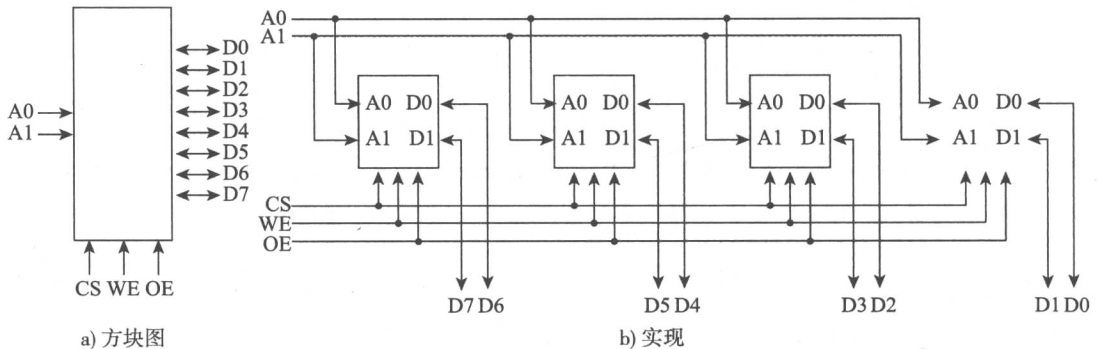 A0
A1
D0
D1
D2
D3
D4
D5
D6
D7
CS WE OE
a) 方块图
A0
A1
A0 D0
A1 D1
A0 D0
A1 D1
A0 D0
A1 D1
A0 D0
A1 D1
CS
WE
OE
D7 D6
D5 D4
D3 D2
D1 D0
b) 实现